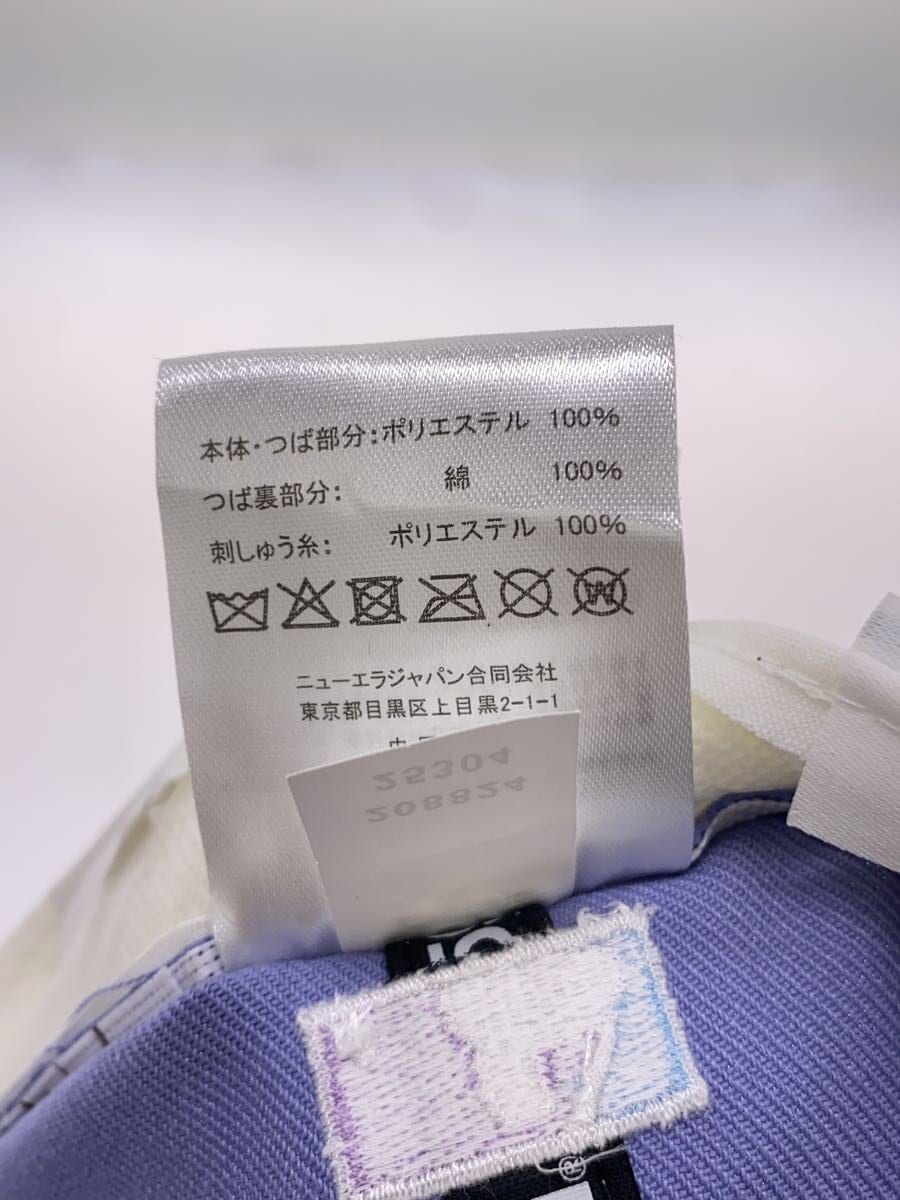 本体・つば部分:ポリエステル 100%
つば裏部分: 綿 100%
刺しゅう糸: ポリエステル 100%
ニューエラジャパン合同会社
東京都目黒区上目黒2-1-1
25304
208824